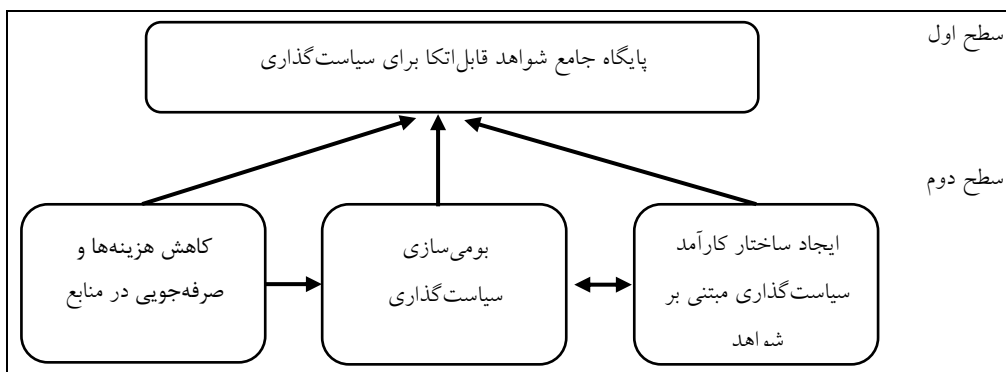 سطح اول
پایگاه جامع شواهد قابل‌اتکا برای سیاست‌گذاری
سطح دوم
ایجاد ساختار کارآمد
سیاست‌گذاری مبتنی بر
شواهد
بومی‌سازی
سیاست‌گذاری
کاهش هزینه‌ها و
صرفه‌جویی در منابع